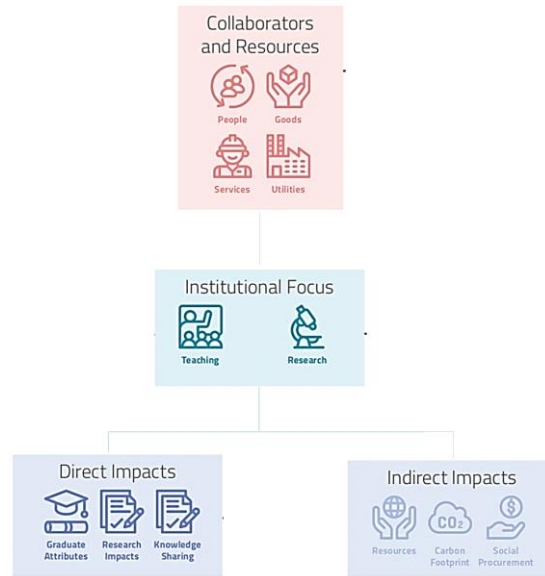 Collaborators
and Resources
People
Goods
Services
Utilities
Institutional Focus
Teaching
Research
Direct Impacts
Graduate
Attributes
Research
Impacts
Knowledge
Sharing
Indirect Impacts
Resources
CO₂
Carbon
Footprint
$
Social
Procurement